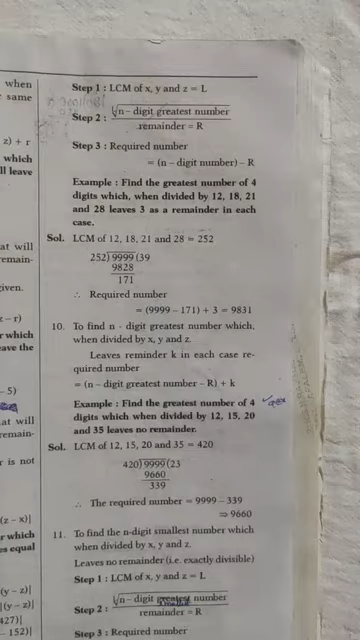 when
same
z) + r
which
ll leave
at will
remain-
given.
z – r)
r which
ave the
– 5)
at will
remain-
r is not
(z – x)|
r which
es equal
(y – z)|
|(y – z)|
427)|
– 152)|
Step 1 : LCM of x, y and z = L
Step 2 : L√n – digit greatest number
remainder = R
Step 3 : Required number
= (n – digit number) – R
Example : Find the greatest number of 4
digits which, when divided by 12, 18, 21
and 28 leaves 3 as a remainder in each
case.
Sol. LCM of 12, 18, 21 and 28 = 252
252) 9999 (39
9828
171
∴ Required number
= (9999 – 171) + 3 = 9831
10. To find n - digit greatest number which,
when divided by x, y and z.
Leaves reminder k in each case re-
quired number
= (n – digit greatest number – R) + k
Example : Find the greatest number of 4
digits which when divided by 12, 15, 20
and 35 leaves no remainder.
Sol. LCM of 12, 15, 20 and 35 = 420
420) 9999 (23
9660
339
∴ The required number = 9999 – 339
⇒ 9660
11. To find the n-digit smallest number which
when divided by x, y and z.
Leaves no remainder (i.e. exactly divisible)
Step 1 : LCM of x, y and z = L
Step 2 : L√n – digit greatest number
remainder = R
Step 3 : Required number